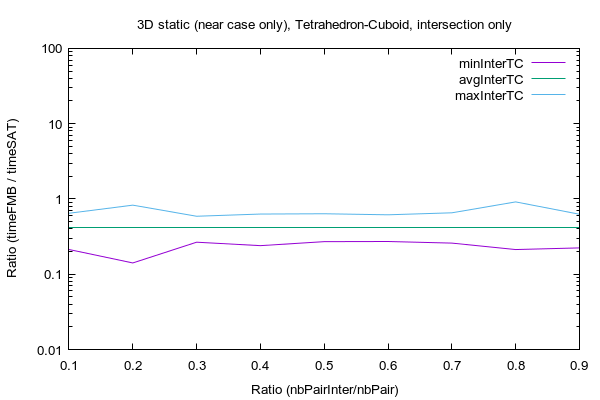 3D static (near case only), Tetrahedron-Cuboid, intersection only
100
10
1
0.1
0.01
Ratio (timeFMB / timeSAT)
minInterTC
avgInterTC
maxInterTC
0.1 0.2 0.3 0.4 0.5 0.6 0.7 0.8 0.9
Ratio (nbPairInter/nbPair)